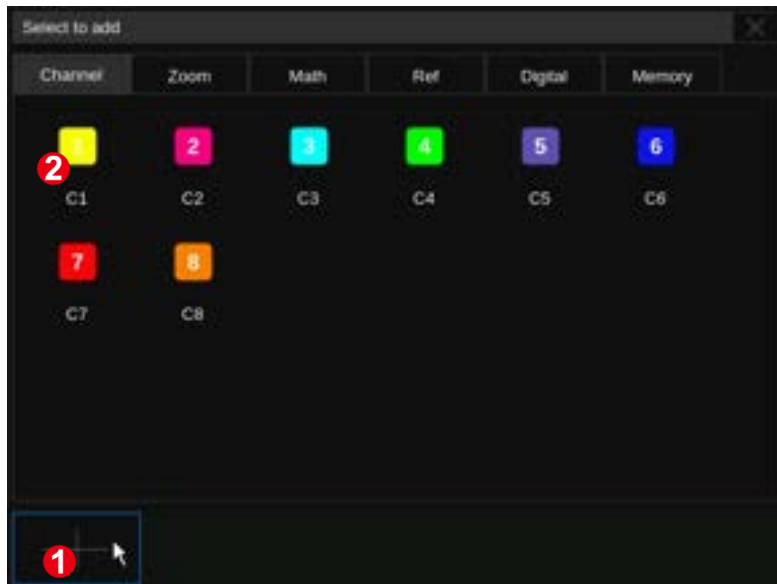 Select to add
Channel Zoom Math Ref Digital Memory
1 2 3 4 5 6
2
C1 C2 C3 C4 C5 C6
7 8
C7 C8
1